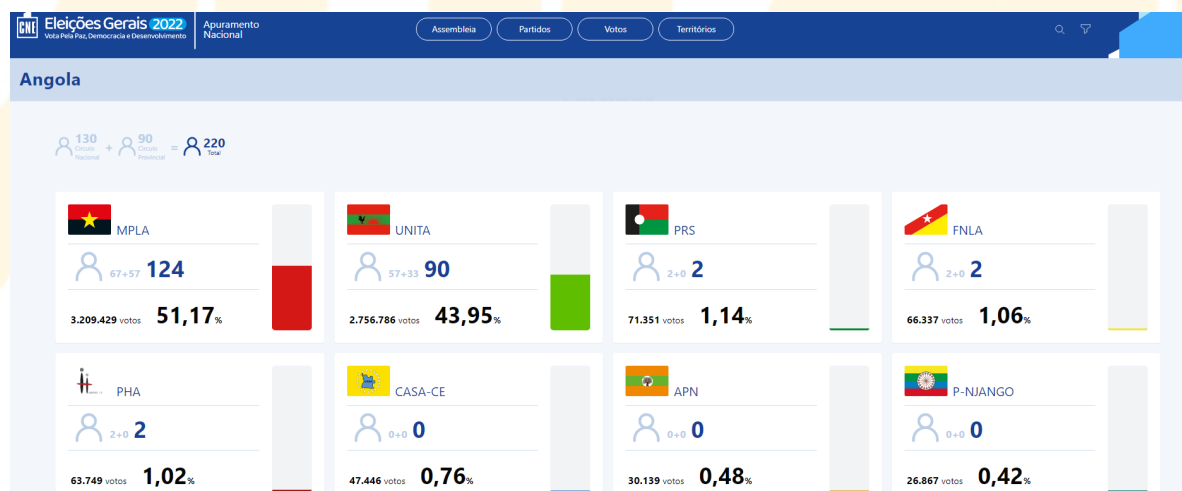 CNE Eleições Gerais 2022
Vota Pela Paz, Democracia e Desenvolvimento
Apuramento
Nacional
Assembleia Partidos Votos Territórios
Angola
130 Círculo Nacional + 90 Círculo Provincial = 220 Total
MPLA
67+57 124
3.209.429 votos 51,17%
UNITA
57+33 90
2.756.786 votos 43,95%
PRS
2+0 2
71.351 votos 1,14%
FNLA
2+0 2
66.337 votos 1,06%
PHA
2+0 2
63.749 votos 1,02%
CASA-CE
0+0 0
47.446 votos 0,76%
APN
0+0 0
30.139 votos 0,48%
P-NJANGO
0+0 0
26.867 votos 0,42%